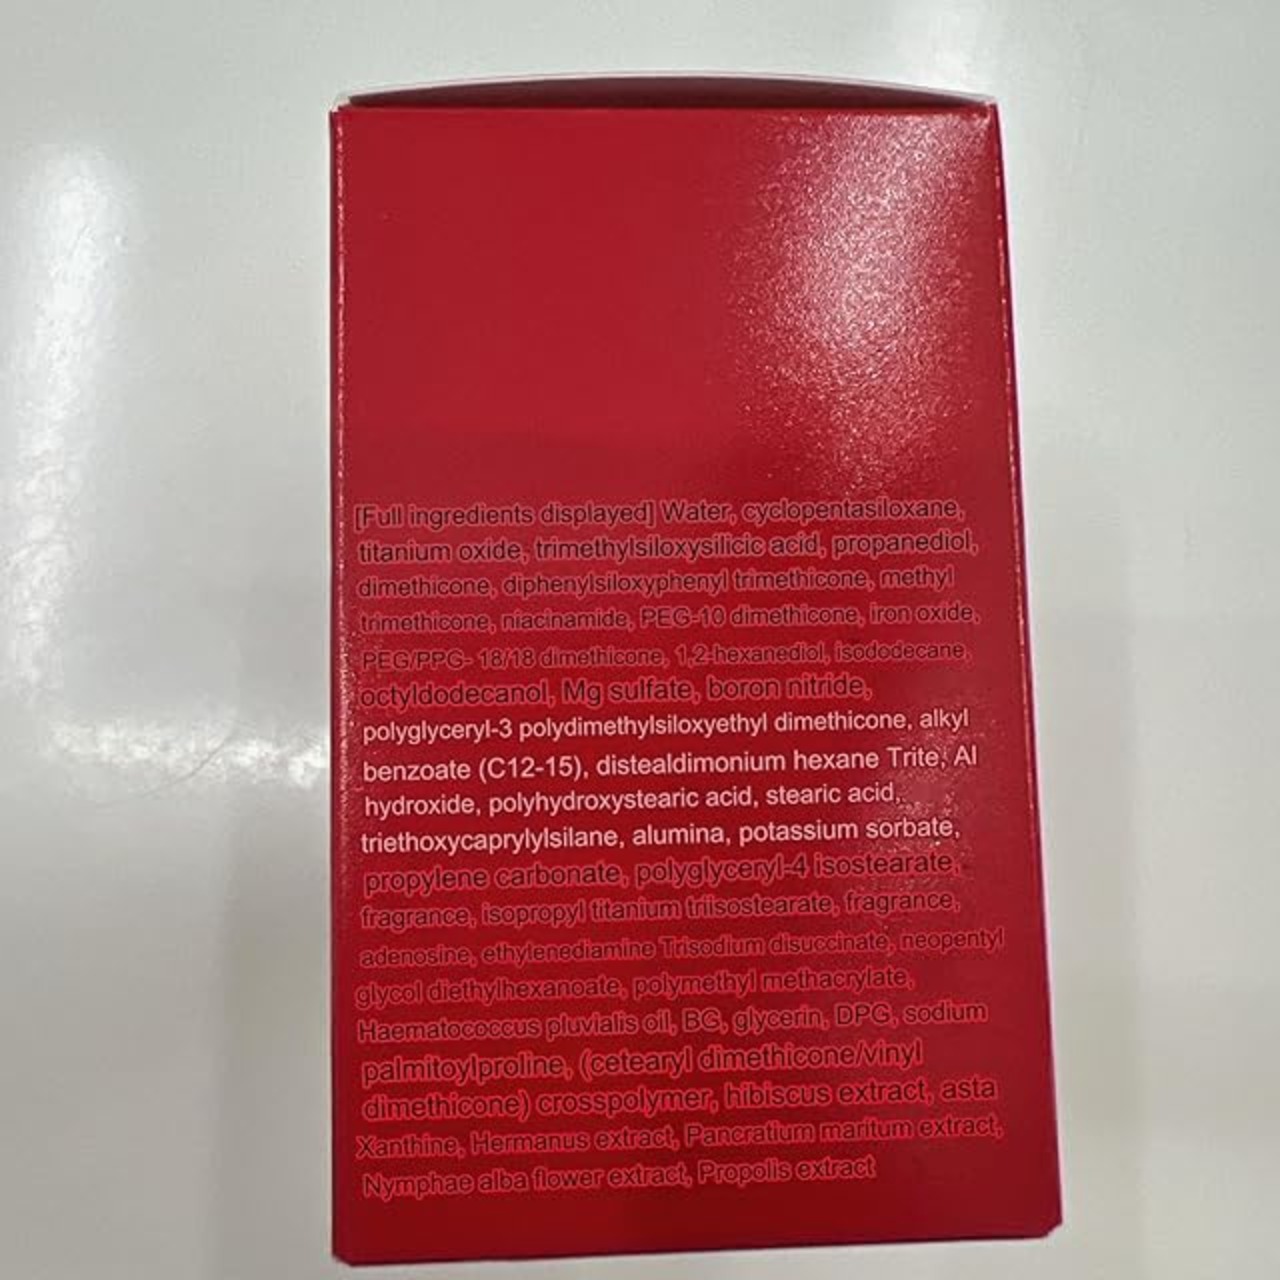 [Full ingredients displayed] Water, cyclopentasiloxane,
titanium oxide, trimethylsiloxysilicic acid, propanediol,
dimethicone, diphenylsiloxyphenyl trimethicone, methyl
trimethicone, niacinamide, PEG-10 dimethicone, iron oxide,
PEG/PPG- 18/18 dimethicone, 1,2-hexanediol, isododecane,
octyldodecanol, Mg sulfate, boron nitride,
polyglyceryl-3 polydimethylsiloxyethyl dimethicone, alkyl
benzoate (C12-15), distealdimonium hexane Trite, Al
hydroxide, polyhydroxystearic acid, stearic acid,
triethoxycaprylylsilane, alumina, potassium sorbate,
propylene carbonate, polyglyceryl-4 isostearate,
fragrance, isopropyl titanium triisostearate, fragrance,
adenosine, ethylenediamine Trisodium disuccinate, neopentyl
glycol diethylhexanoate, polymethyl methacrylate,
Haematococcus pluvialis oil, BG, glycerin, DPG, sodium
palmitoylproline, (cetearyl dimethicone/vinyl
dimethicone) crosspolymer, hibiscus extract, asta
Xanthine, Hermanus extract, Pancratium maritum extract,
Nymphae alba flower extract, Propolis extract